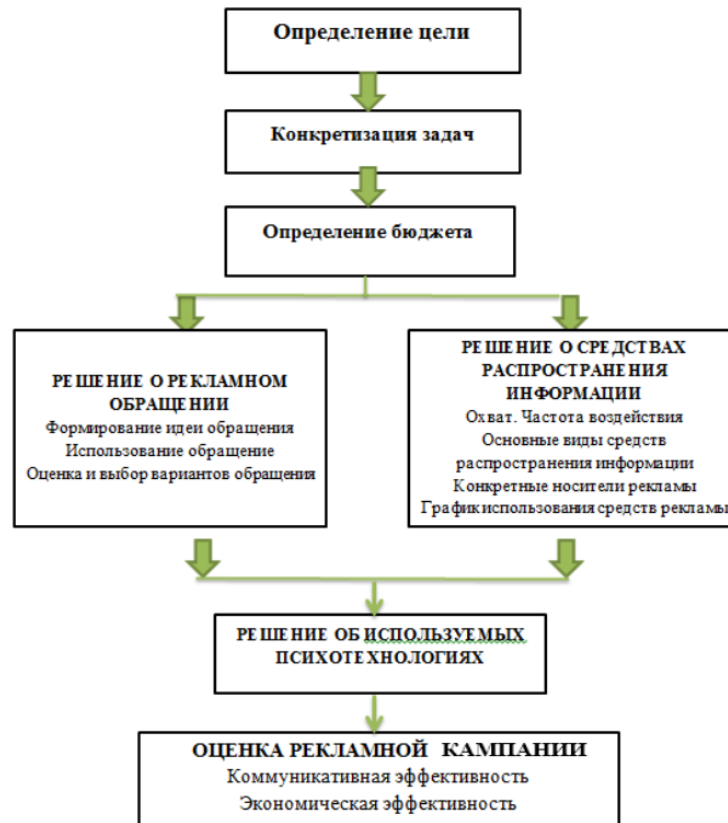 Определение цели
Конкретизация задач
Определение бюджета
РЕШЕНИЕ О РЕКЛАМНОМ
ОБРАЩЕНИИ
Формирование идеи обращения
Использование обращение
Оценка и выбор вариантов обращения
РЕШЕНИЕ О СРЕДСТВАХ
РАСПРОСТРАНЕНИЯ
ИНФОРМАЦИИ
Охват. Частота воздействия
Основные виды средств
распространения информации
Конкретные носители рекламы
График использования средств рекламы
РЕШЕНИЕ ОБ ИСПОЛЬЗУЕМЫХ
ПСИХОТЕХНОЛОГИЯХ
ОЦЕНКА РЕКЛАМНОЙ КАМПАНИИ
Коммуникативная эффективность
Экономическая эффективность